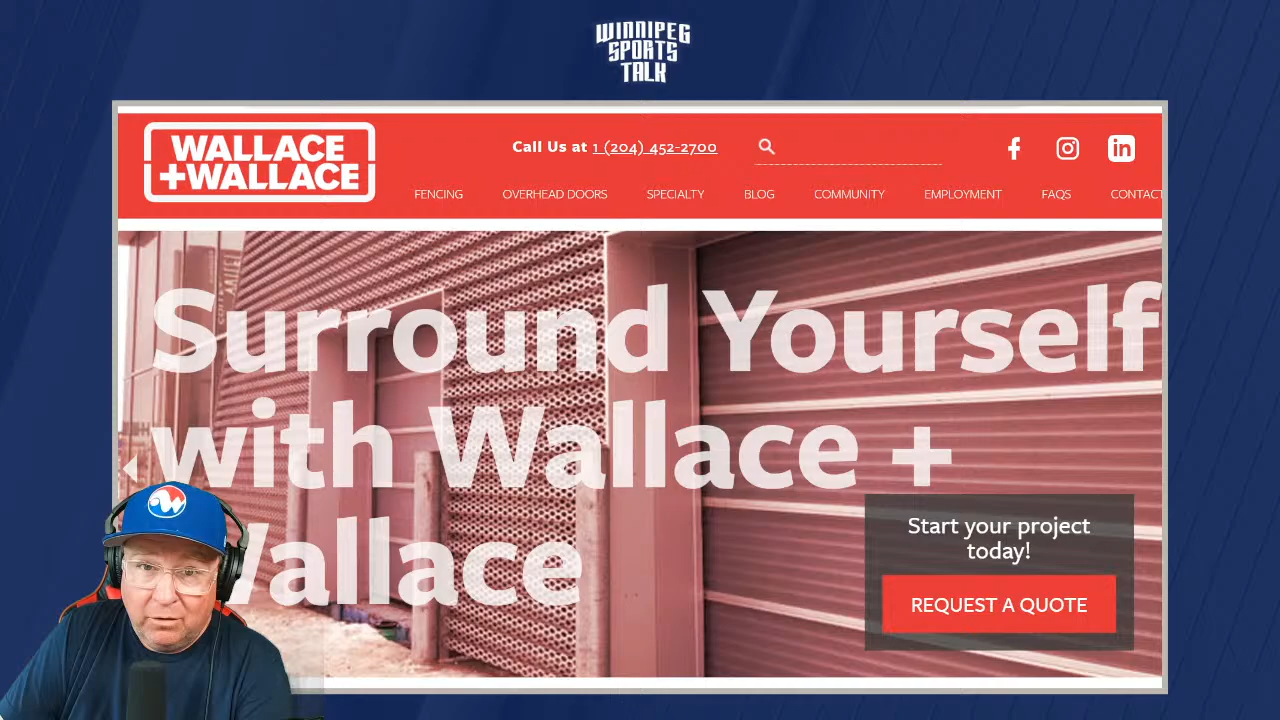 WINNIPEG
SPORTS
TALK
WALLACE
+WALLACE
Call Us at 1 (204) 452-2700
FENCING OVERHEAD DOORS SPECIALTY BLOG COMMUNITY EMPLOYMENT FAQS CONTACT
Surround Yourself
with Wallace +
Wallace
Start your project
today!
REQUEST A QUOTE